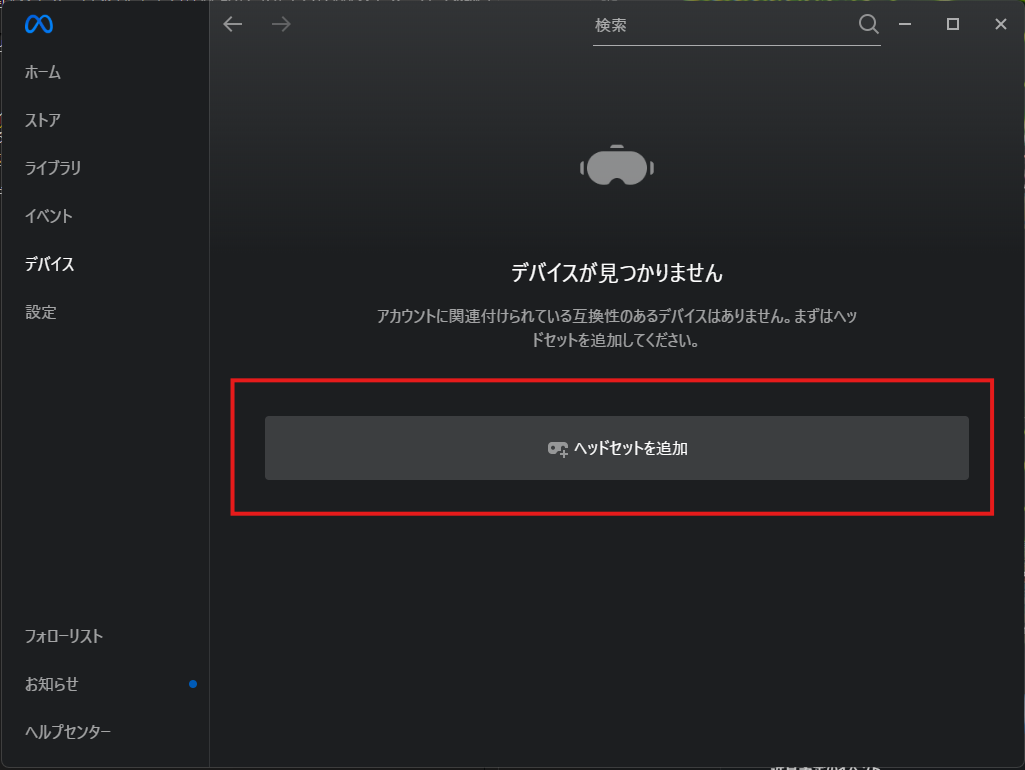 検索
ホーム
ストア
ライブラリ
イベント
デバイス
設定
デバイスが見つかりません
アカウントに関連付けられている互換性のあるデバイスはありません。まずはヘッ
ドセットを追加してください。
ヘッドセットを追加
フォローリスト
お知らせ
ヘルプセンター